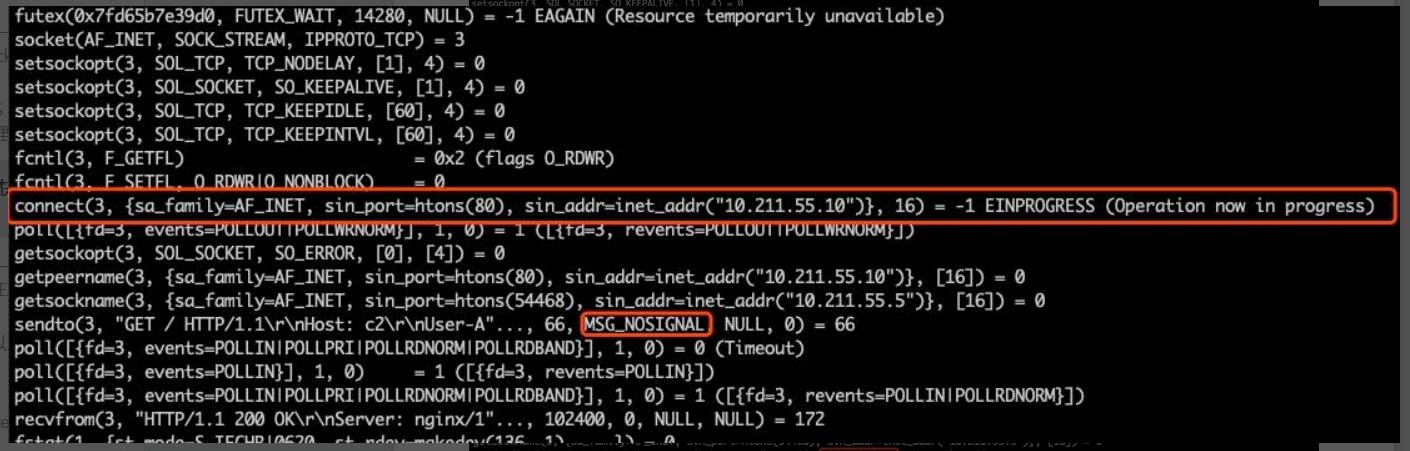 futex(0x7fd65b7e39d0, FUTEX_WAIT, 14280, NULL) = -1 EAGAIN (Resource temporarily unavailable)
socket(AF_INET, SOCK_STREAM, IPPROTO_TCP) = 3
setsockopt(3, SOL_TCP, TCP_NODELAY, [1], 4) = 0
setsockopt(3, SOL_SOCKET, SO_KEEPALIVE, [1], 4) = 0
setsockopt(3, SOL_TCP, TCP_KEEPIDLE, [60], 4) = 0
setsockopt(3, SOL_TCP, TCP_KEEPINTVL, [60], 4) = 0
fcntl(3, F_GETFL) = 0x2 (flags O_RDWR)
fcntl(3, F_SETFL, O_RDWR|O_NONBLOCK) = 0
connect(3, {sa_family=AF_INET, sin_port=htons(80), sin_addr=inet_addr("10.211.55.10")}, 16) = -1 EINPROGRESS (Operation now in progress)
poll([{fd=3, events=POLLOUT|POLLWRNORM}], 1, 0) = 1 ([{fd=3, revents=POLLOUT|POLLWRNORM}])
getsockopt(3, SOL_SOCKET, SO_ERROR, [0], [4]) = 0
getpeername(3, {sa_family=AF_INET, sin_port=htons(80), sin_addr=inet_addr("10.211.55.10")}, [16]) = 0
getsockname(3, {sa_family=AF_INET, sin_port=htons(54468), sin_addr=inet_addr("10.211.55.5")}, [16]) = 0
sendto(3, "GET / HTTP/1.1\r\nHost: c2\r\nUser-A"..., 66, MSG_NOSIGNAL, NULL, 0) = 66
poll([{fd=3, events=POLLIN|POLLPRI|POLLRDNORM|POLLRDBAND}], 1, 0) = 0 (Timeout)
poll([{fd=3, events=POLLIN}], 1, 0) = 1 ([{fd=3, revents=POLLIN}])
poll([{fd=3, events=POLLIN|POLLPRI|POLLRDNORM|POLLRDBAND}], 1, 0) = 1 ([{fd=3, revents=POLLIN|POLLRDNORM}])
recvfrom(3, "HTTP/1.1 200 OK\r\nServer: nginx/1"..., 102400, 0, NULL, NULL) = 172